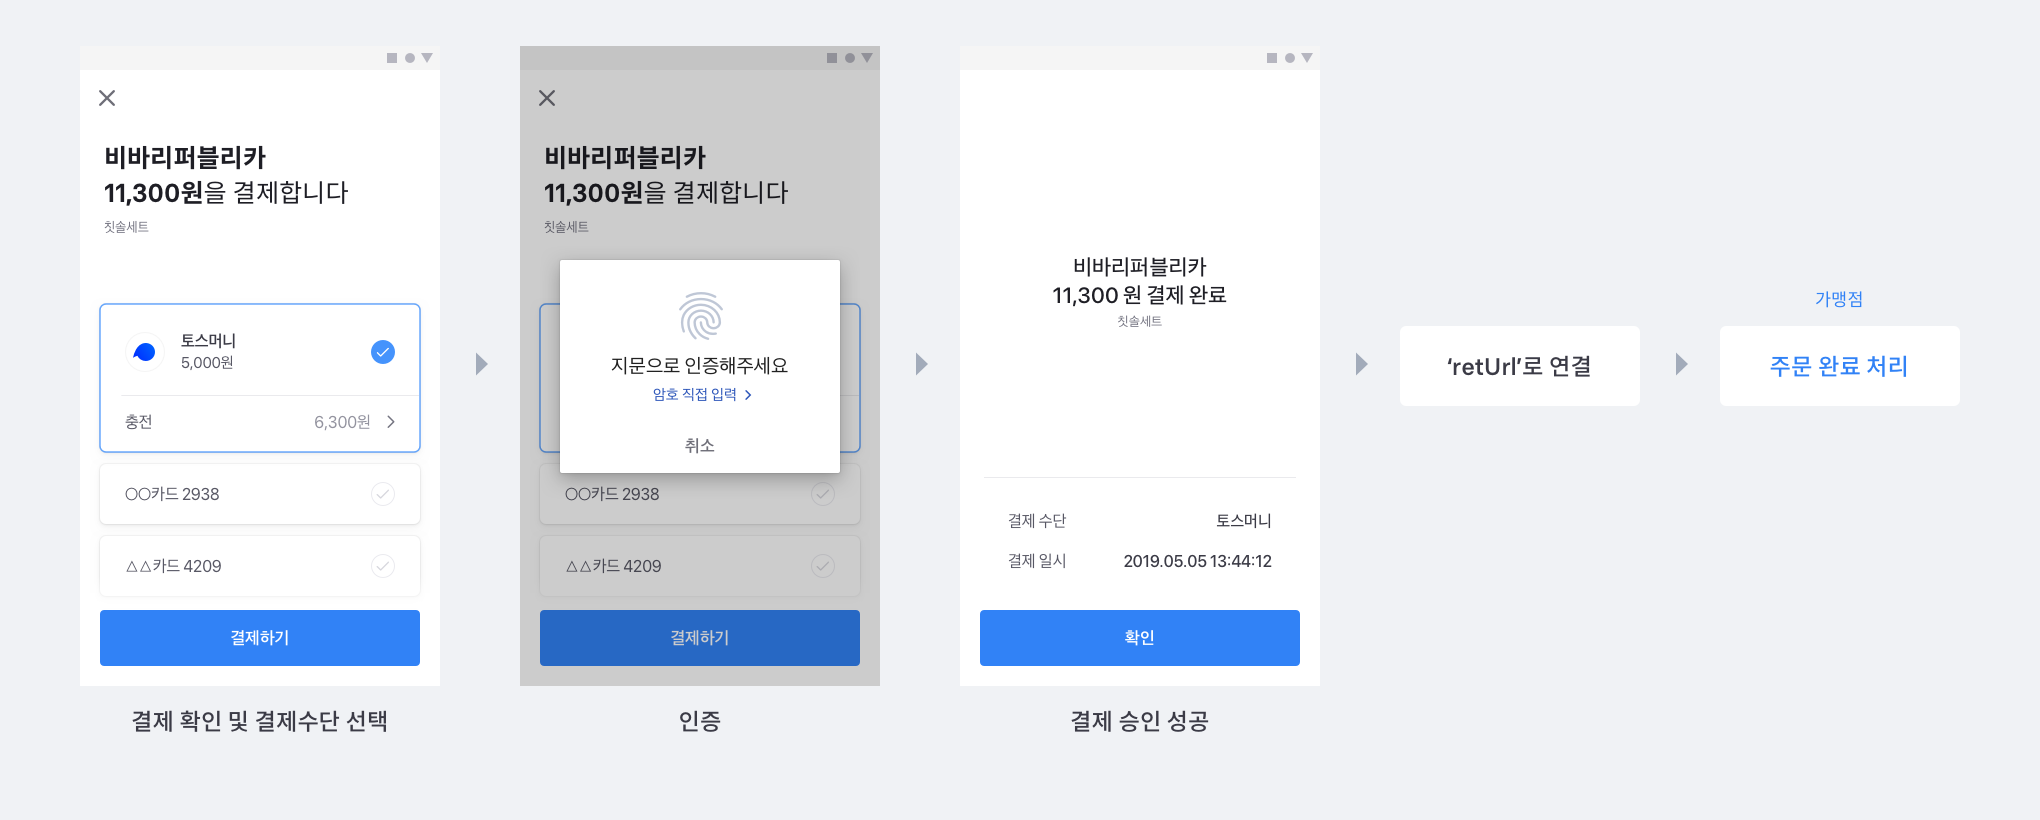 비바리퍼블리카
11,300원을 결제합니다
칫솔세트
토스머니
5,000원
충전 6,300원
○○카드 2938
△△카드 4209
결제하기
결제 확인 및 결제수단 선택
비바리퍼블리카
11,300원을 결제합니다
칫솔세트
지문으로 인증해주세요
암호 직접 입력
취소
○○카드 2938
△△카드 4209
결제하기
인증
비바리퍼블리카
11,300 원 결제 완료
칫솔세트
결제 수단 토스머니
결제 일시 2019.05.05 13:44:12
확인
결제 승인 성공
‘retUrl’로 연결
가맹점
주문 완료 처리